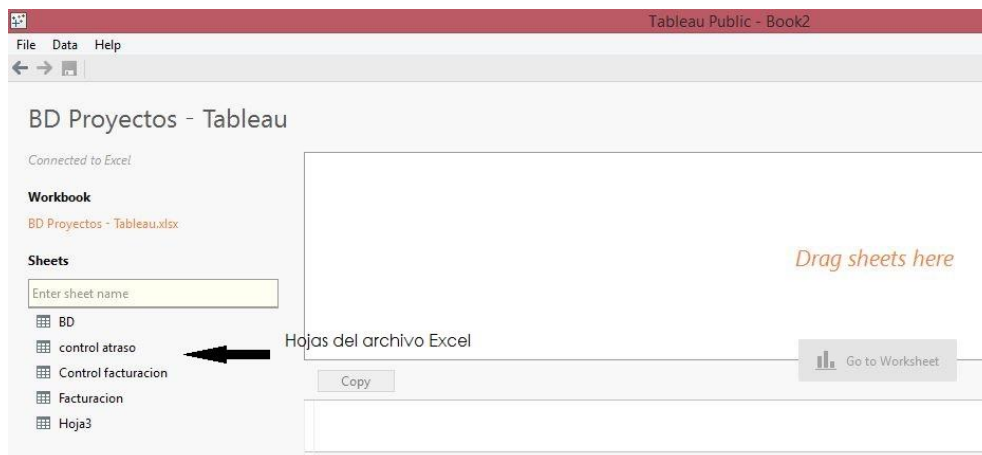 Tableau Public - Book2
File Data Help
BD Proyectos - Tableau
Connected to Excel
Workbook
BD Proyectos - Tableau.xlsx
Sheets
Enter sheet name
BD
control atraso
Control facturacion
Facturacion
Hoja3
Hojas del archivo Excel
Drag sheets here
Go to Worksheet
Copy